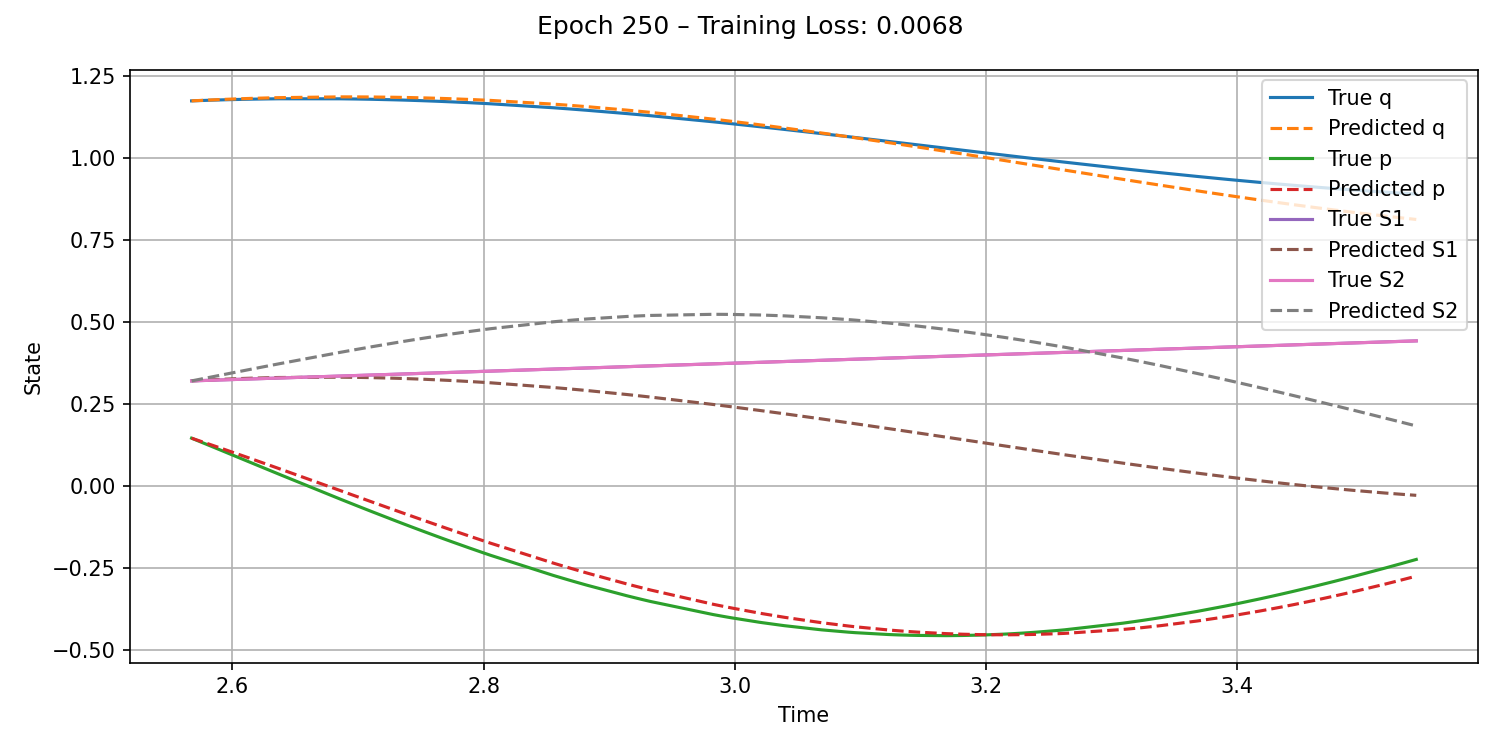 Epoch 250 – Training Loss: 0.0068
1.25
1.00
0.75
0.50
0.25
0.00
−0.25
−0.50
State
True q
Predicted q
True p
Predicted p
True S1
Predicted S1
True S2
Predicted S2
2.6 2.8 3.0 3.2 3.4
Time